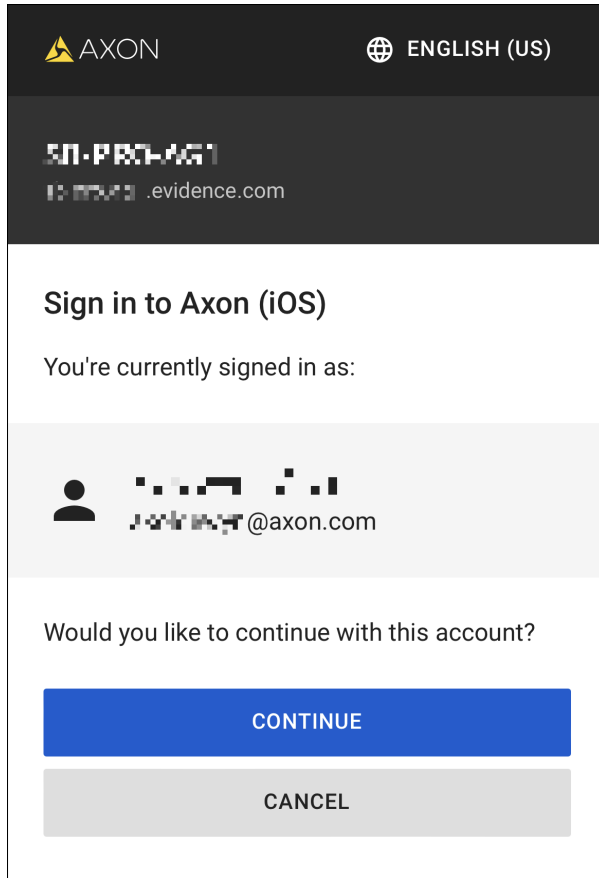 AXON
ENGLISH (US)
.evidence.com
Sign in to Axon (iOS)
You're currently signed in as:
@axon.com
Would you like to continue with this account?
CONTINUE
CANCEL